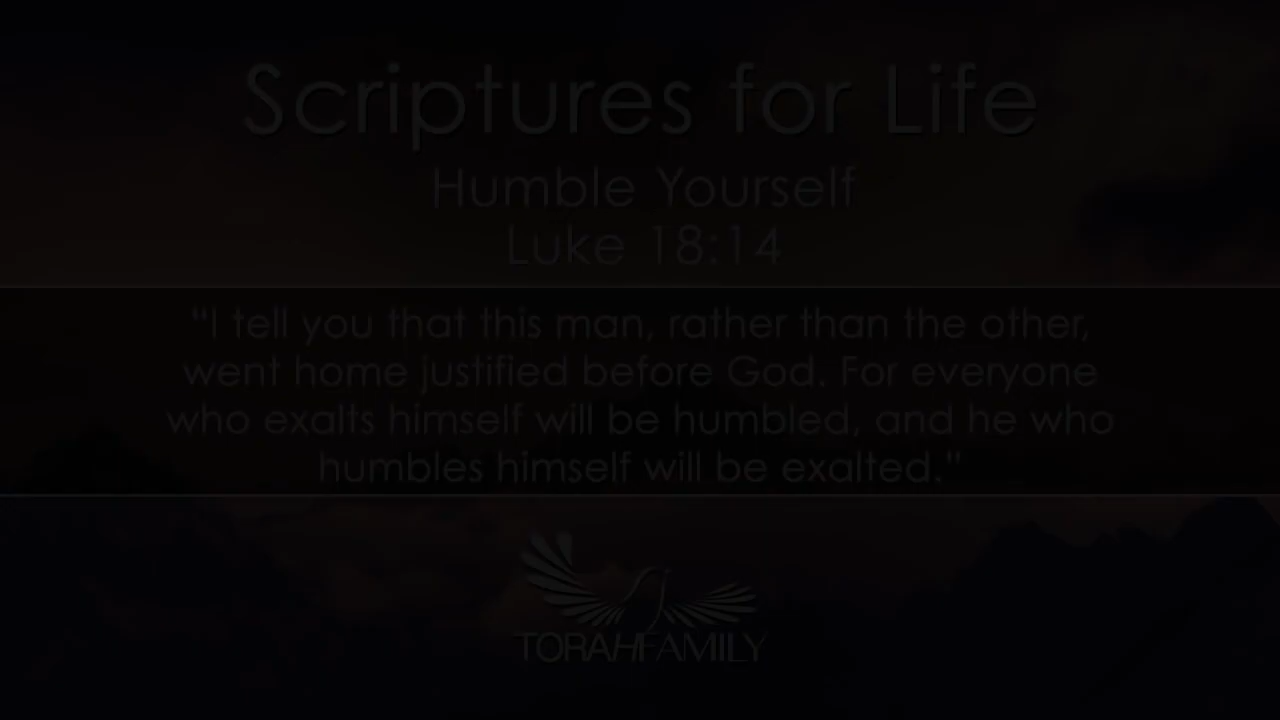 Scriptures for Life
Humble Yourself
Luke 18:14
"I tell you that this man, rather than the other,
went home justified before God. For everyone
who exalts himself will be humbled, and he who
humbles himself will be exalted."
TORAHFAMILY